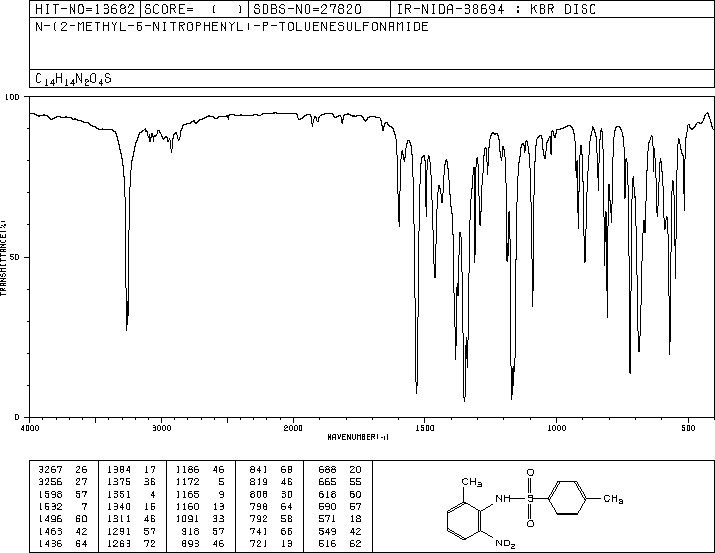 HIT-NO=13682 SCORE= ( ) SDBS-NO=27820 IR-NIDA-38694 : KBR DISC
N-(2-METHYL-6-NITROPHENYL)-P-TOLUENESULFONAMIDE
C14H14N2O4S
100
50
0
TRANSMITTANCE(%)
4000 3000 2000 1500 1000 500
WAVENUMBER(-1)
3267 26 1384 17 1186 46 841 68 688 20
3256 27 1375 36 1172 5 819 46 665 55
1598 57 1351 4 1165 9 808 30 618 60
1532 7 1340 15 1160 13 798 64 590 57
1496 60 1311 46 1091 33 792 58 571 18
1463 42 1291 57 918 57 741 66 549 42
1436 64 1263 72 893 46 721 13 516 62
CH3
O
NH S
O
CH3
NO2